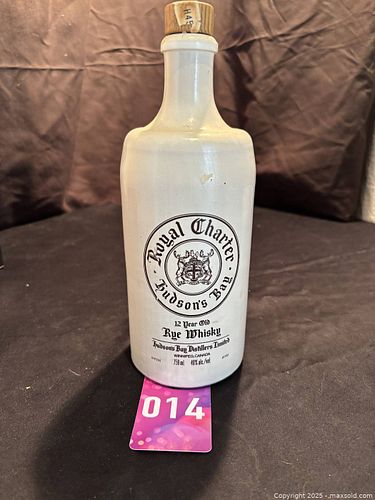 Royal Charter
Hudson's Bay
12 Year Old
Rye Whisky
Hudson's Bay Distillers Limited
WINNIPEG, CANADA
750 ml 40% alc./vol
014
Copyright 2025 - .maxsold.com